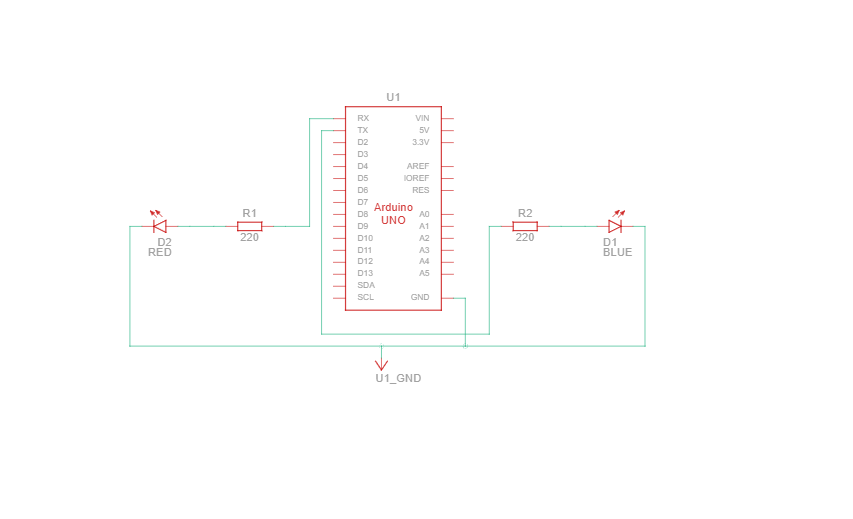 U1
RX
VIN
TX
5V
D2
3.3V
D3
D4
AREF
D5
IOREF
D6
RES
D7
D8
A0
D9
A1
D10
A2
D11
A3
D12
A4
D13
A5
SDA
SCL
GND
Arduino
UNO
R1
220
D2
RED
R2
220
D1
BLUE
U1_GND